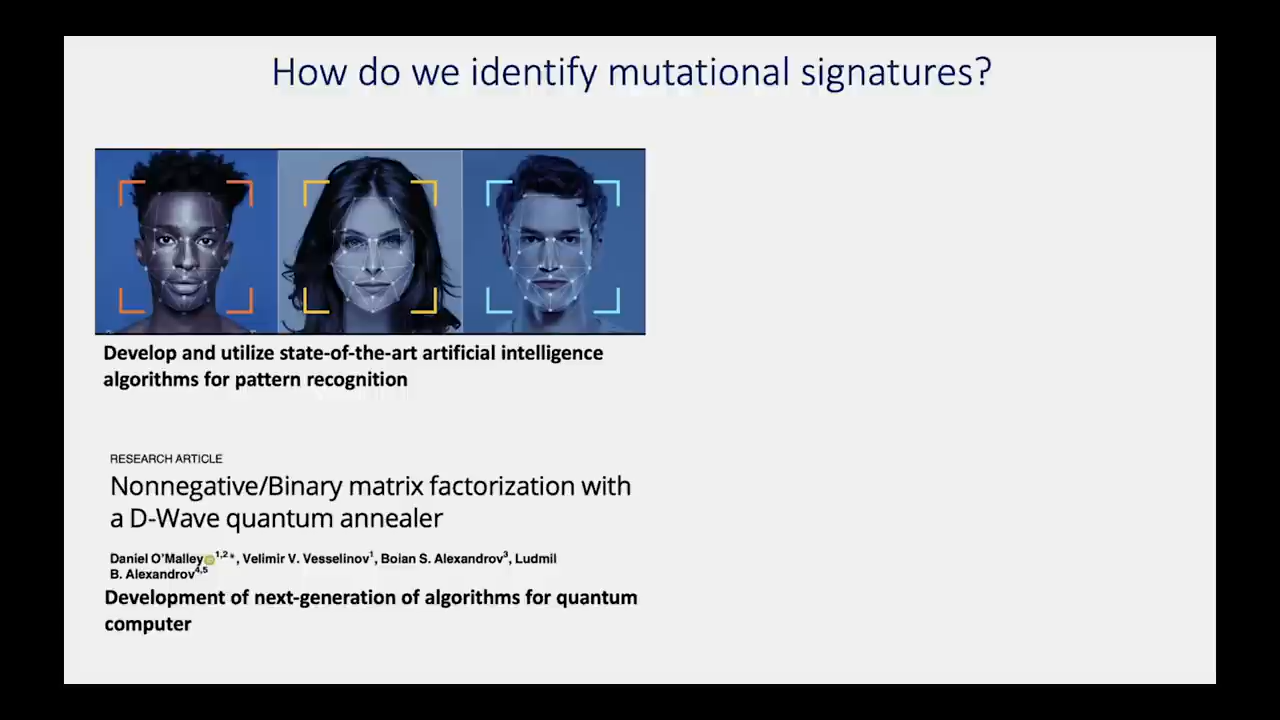 How do we identify mutational signatures?
Develop and utilize state-of-the-art artificial intelligence
algorithms for pattern recognition
RESEARCH ARTICLE
Nonnegative/Binary matrix factorization with
a D-Wave quantum annealer
Daniel O'Malley1,2*, Velimir V. Vesselinov1, Boian S. Alexandrov3, Ludmil
B. Alexandrov4,5
Development of next-generation of algorithms for quantum
computer